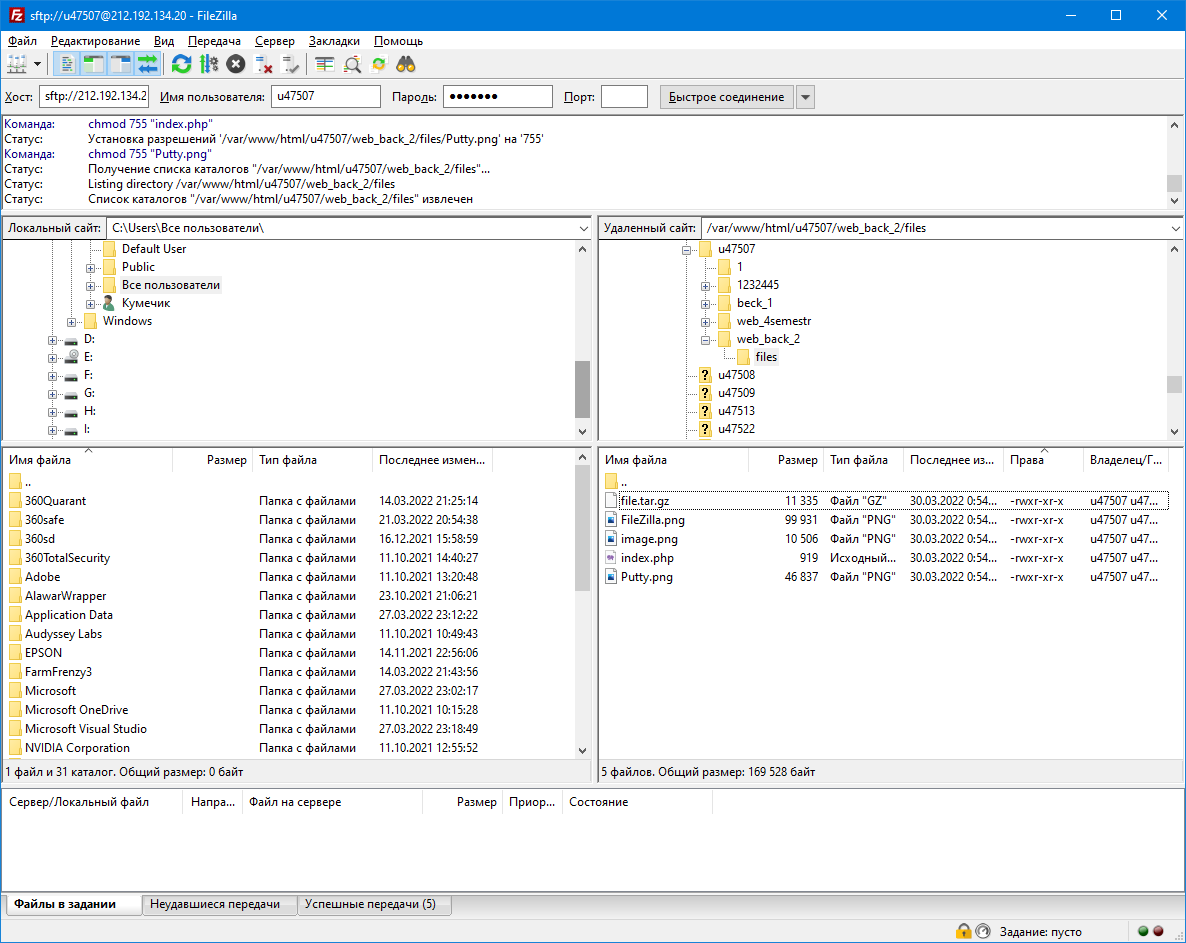 sftp://u47507@212.192.134.20 - FileZilla
Файл Редактирование Вид Передача Сервер Закладки Помощь
Хост: sftp://212.192.134.2 Имя пользователя: u47507 Пароль: ●●●●●●● Порт: Быстрое соединение
Команда: chmod 755 "index.php"
Статус: Установка разрешений '/var/www/html/u47507/web_back_2/files/Putty.png' на '755'
Команда: chmod 755 "Putty.png"
Статус: Получение списка каталогов "/var/www/html/u47507/web_back_2/files"...
Статус: Listing directory /var/www/html/u47507/web_back_2/files
Статус: Список каталогов "/var/www/html/u47507/web_back_2/files" извлечен
Локальный сайт: C:\Users\Все пользователи\
Default User
Public
Все пользователи
Кумечик
Windows
D:
E:
F:
G:
H:
I:
Удаленный сайт: /var/www/html/u47507/web_back_2/files
u47507
1
1232445
beck_1
web_4semestr
web_back_2
files
? u47508
? u47509
? u47513
? u47522
Имя файла Размер Тип файла Последнее измен...
..
360Quarant Папка с файлами 14.03.2022 21:25:14
360safe Папка с файлами 21.03.2022 20:54:38
360sd Папка с файлами 16.12.2021 15:58:59
360TotalSecurity Папка с файлами 11.10.2021 14:40:27
Adobe Папка с файлами 11.10.2021 13:20:48
AlawarWrapper Папка с файлами 23.10.2021 21:06:21
Application Data Папка с файлами 27.03.2022 23:12:22
Audyssey Labs Папка с файлами 11.10.2021 10:49:43
EPSON Папка с файлами 14.11.2021 22:56:06
FarmFrenzy3 Папка с файлами 14.03.2022 21:43:56
Microsoft Папка с файлами 27.03.2022 23:02:17
Microsoft OneDrive Папка с файлами 11.10.2021 10:15:28
Microsoft Visual Studio Папка с файлами 27.03.2022 23:18:49
NVIDIA Corporation Папка с файлами 11.10.2021 12:55:52
1 файл и 31 каталог. Общий размер: 0 байт
Имя файла Размер Тип файла Последнее из... Права Владелец/Г...
..
file.tar.gz 11 335 Файл "GZ" 30.03.2022 0:54... -rwxr-xr-x u47507 u47...
FileZilla.png 99 931 Файл "PNG" 30.03.2022 0:54... -rwxr-xr-x u47507 u47...
image.png 10 506 Файл "PNG" 30.03.2022 0:54... -rwxr-xr-x u47507 u47...
index.php 919 Исходный... 30.03.2022 0:54... -rwxr-xr-x u47507 u47...
Putty.png 46 837 Файл "PNG" 30.03.2022 0:54... -rwxr-xr-x u47507 u47...
5 файлов. Общий размер: 169 528 байт
Сервер/Локальный файл Напра... Файл на сервере Размер Приор... Состояние
Файлы в задании Неудавшиеся передачи Успешные передачи (5)
Задание: пусто